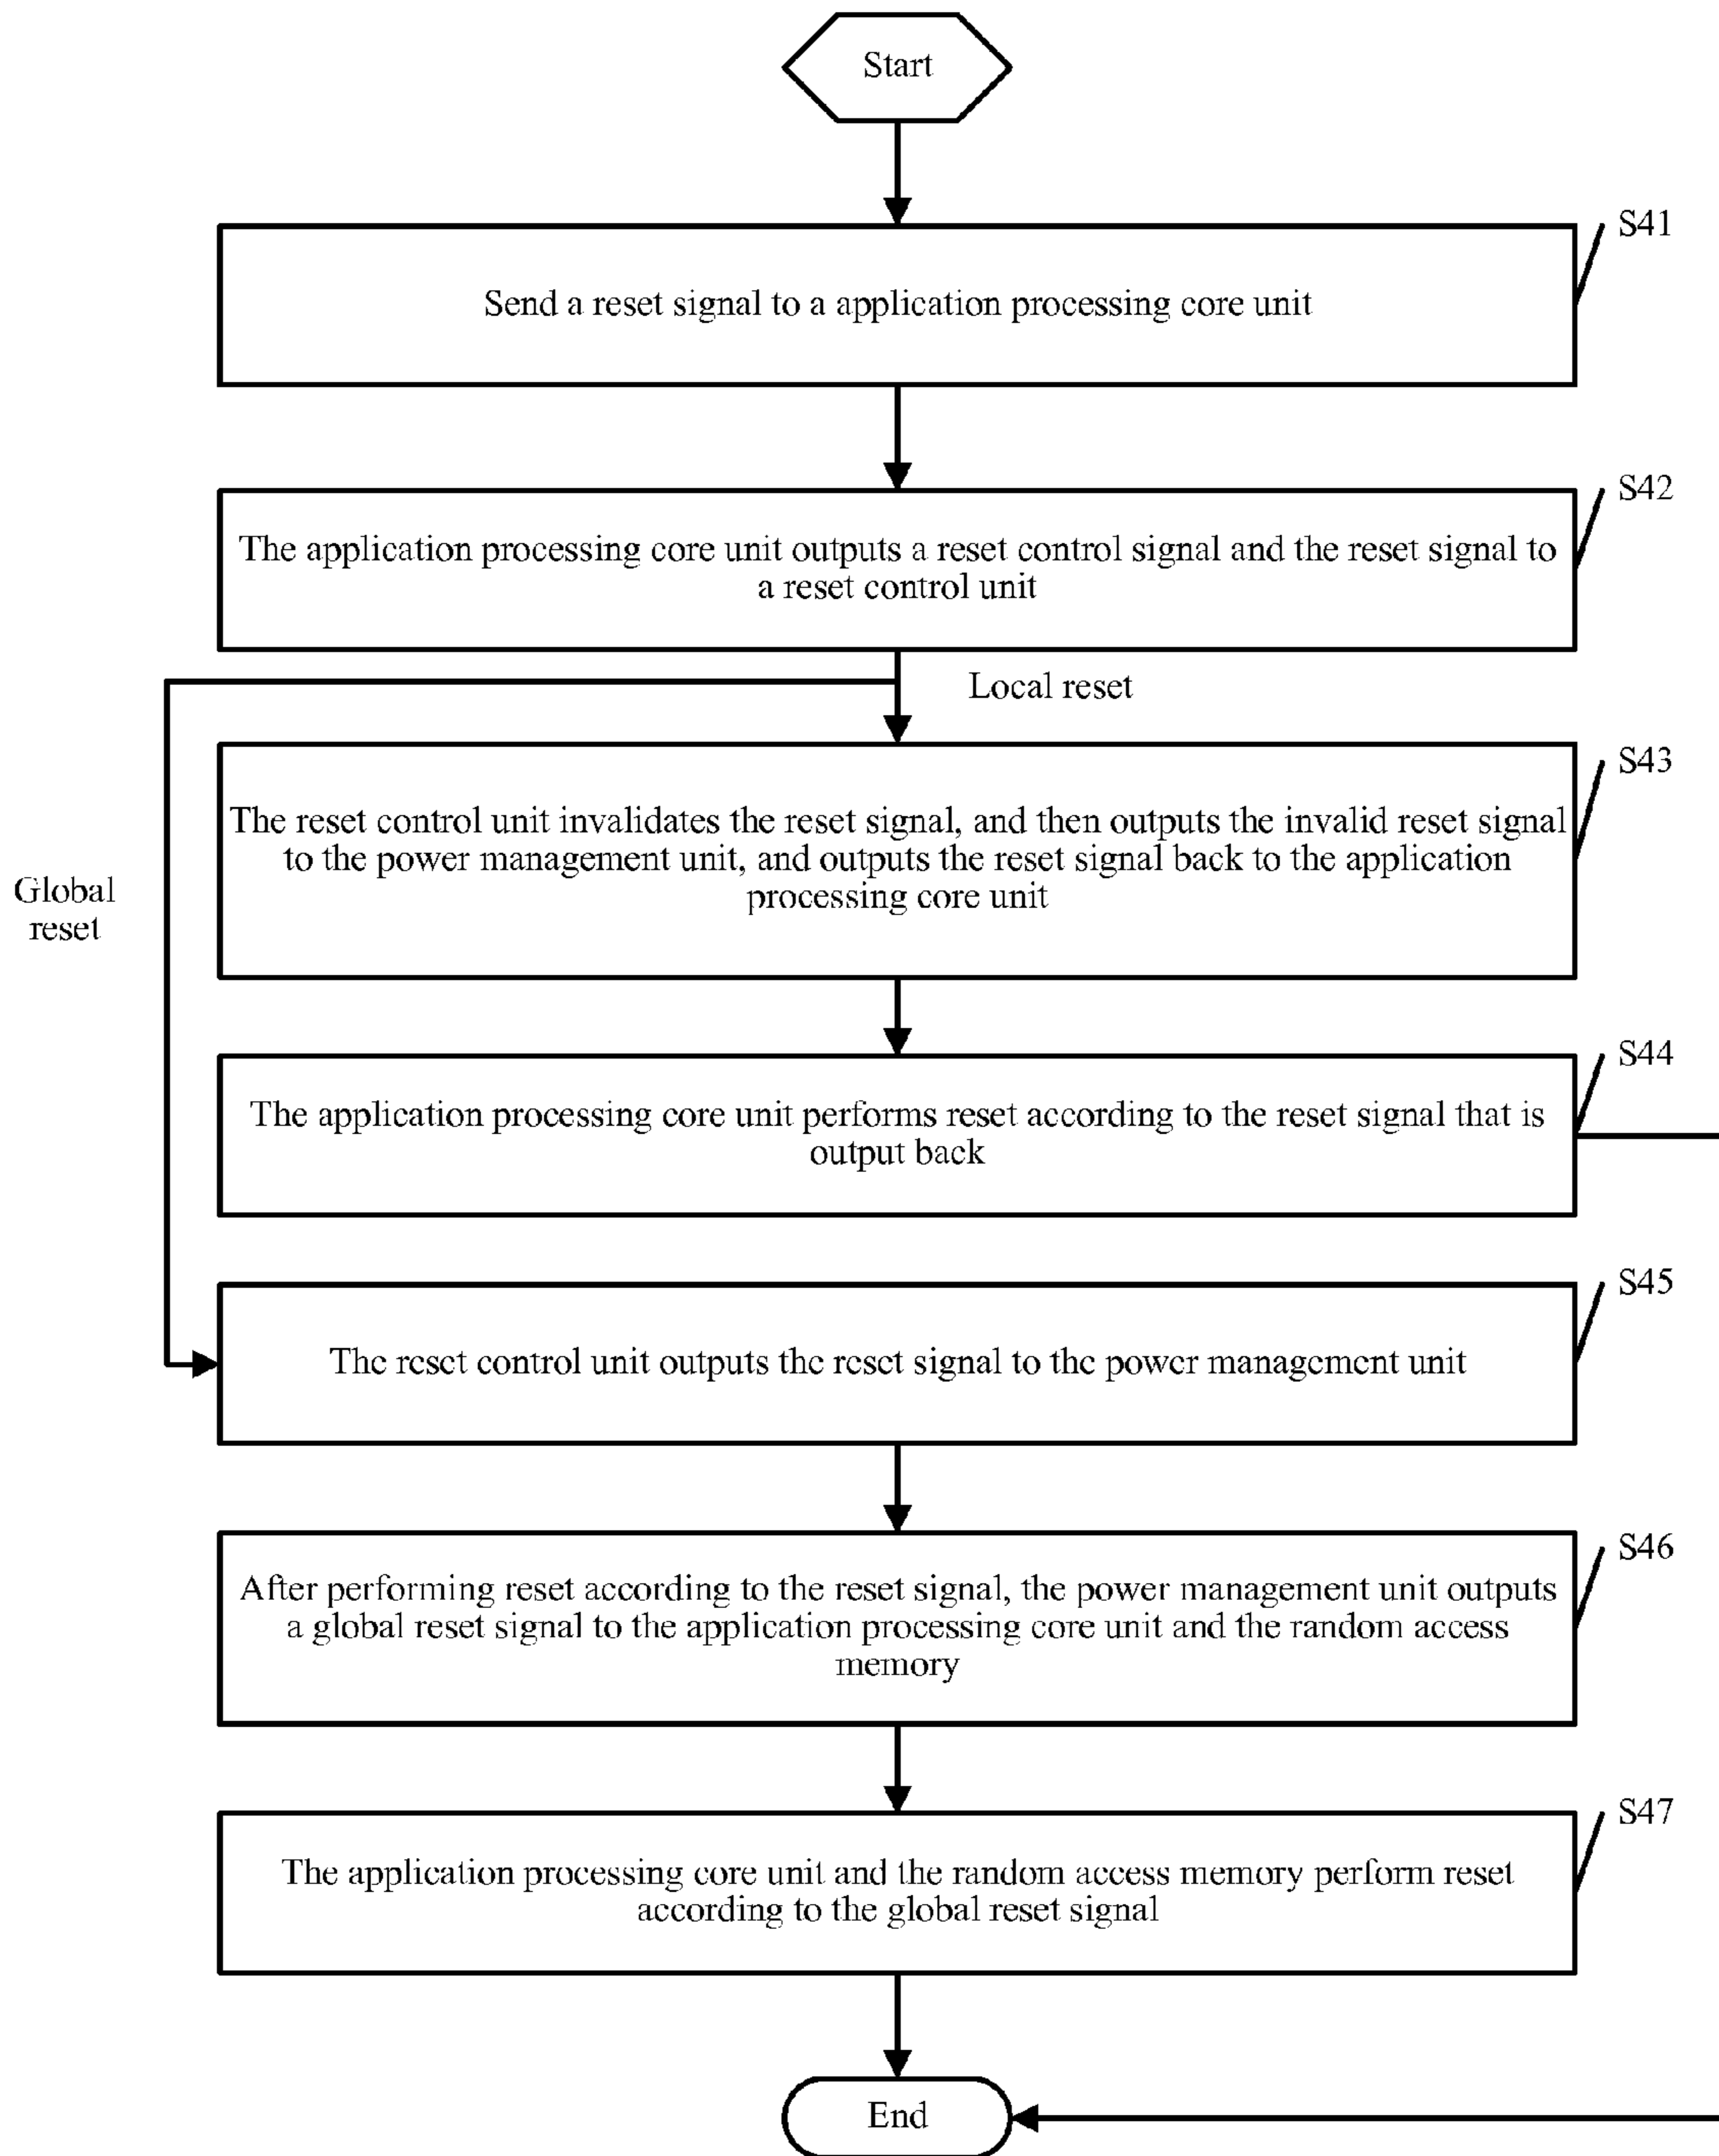 Start
S41
Send a reset signal to a application processing core unit
S42
The application processing core unit outputs a reset control signal and the reset signal to
a reset control unit
Local reset
S43
The reset control unit invalidates the reset signal, and then outputs the invalid reset signal
to the power management unit, and outputs the reset signal back to the application
processing core unit
Global
reset
S44
The application processing core unit performs reset according to the reset signal that is
output back
S45
The reset control unit outputs the reset signal to the power management unit
S46
After performing reset according to the reset signal, the power management unit outputs
a global reset signal to the application processing core unit and the random access
memory
S47
The application processing core unit and the random access memory perform reset
according to the global reset signal
End